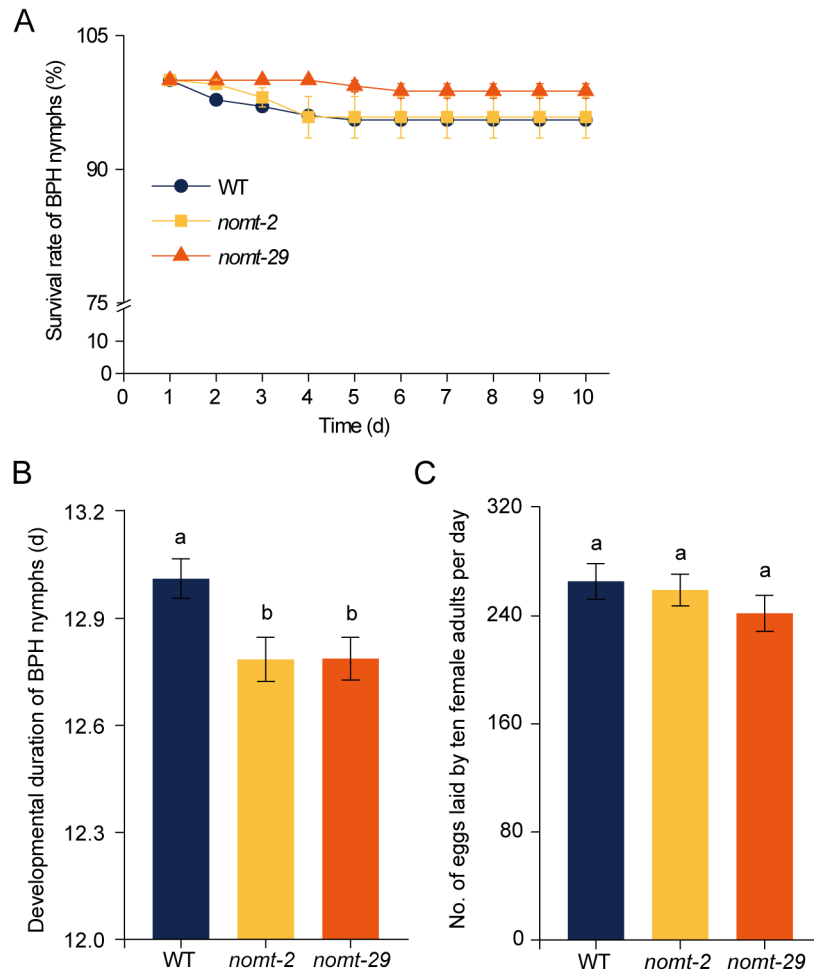 A
Survival rate of BPH nymphs (%)
105
90
75
10
0
WT
nomt-2
nomt-29
0 1 2 3 4 5 6 7 8 9 10
Time (d)
B
Developmental duration of BPH nymphs (d)
13.2
12.9
12.6
12.3
12.0
a
b
b
WT nomt-2 nomt-29
C
No. of eggs laid by ten female adults per day
320
240
160
80
0
a
a
a
WT nomt-2 nomt-29